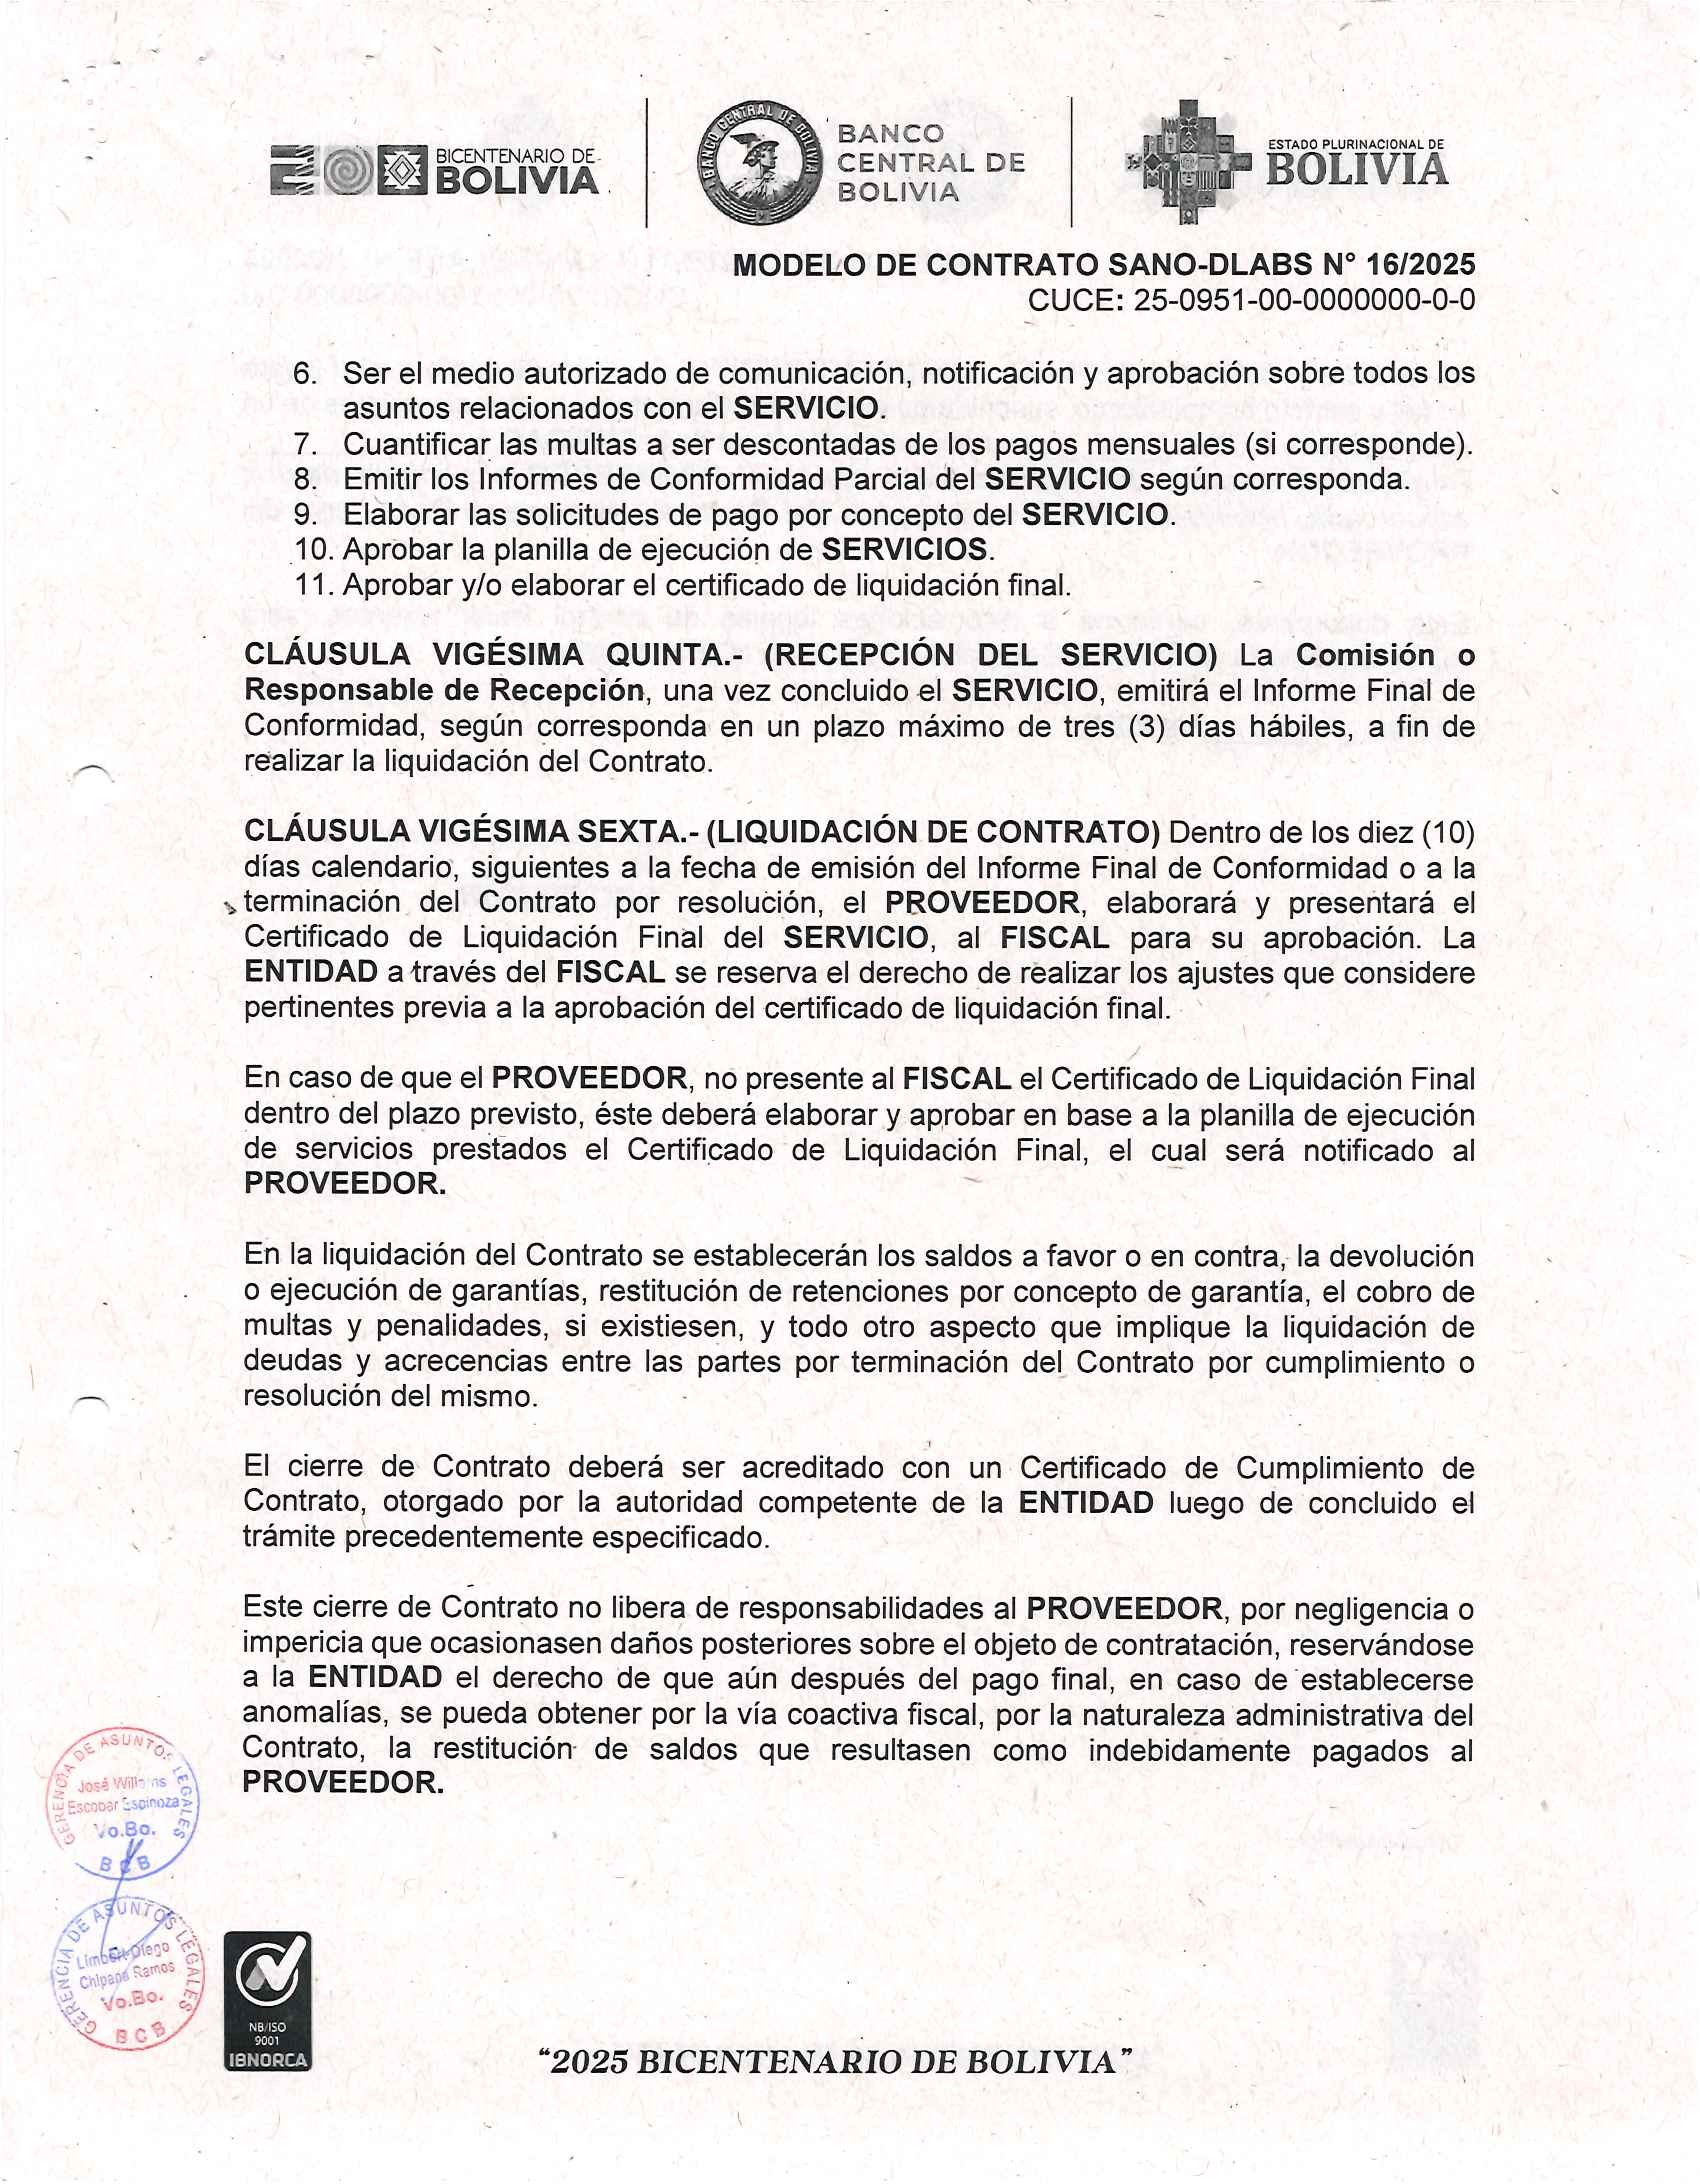 BICENTENARIO DE
BOLIVIA
BANCO CENTRAL DE BOLIVIA
BANCO
CENTRAL DE
BOLIVIA
ESTADO PLURINACIONAL DE
BOLIVIA
MODELO DE CONTRATO SANO-DLABS N° 16/2025
CUCE: 25-0951-00-0000000-0-0
6. Ser el medio autorizado de comunicación, notificación y aprobación sobre todos los
asuntos relacionados con el SERVICIO.
7. Cuantificar las multas a ser descontadas de los pagos mensuales (si corresponde).
8. Emitir los Informes de Conformidad Parcial del SERVICIO según corresponda.
9. Elaborar las solicitudes de pago por concepto del SERVICIO.
10. Aprobar la planilla de ejecución de SERVICIOS.
11. Aprobar y/o elaborar el certificado de liquidación final.
CLÁUSULA VIGÉSIMA QUINTA.- (RECEPCIÓN DEL SERVICIO) La Comisión o
Responsable de Recepción, una vez concluido el SERVICIO, emitirá el Informe Final de
Conformidad, según corresponda en un plazo máximo de tres (3) días hábiles, a fin de
realizar la liquidación del Contrato.
CLÁUSULA VIGÉSIMA SEXTA.- (LIQUIDACIÓN DE CONTRATO) Dentro de los diez (10)
días calendario, siguientes a la fecha de emisión del Informe Final de Conformidad o a la
terminación del Contrato por resolución, el PROVEEDOR, elaborará y presentará el
Certificado de Liquidación Final del SERVICIO, al FISCAL para su aprobación. La
ENTIDAD a través del FISCAL se reserva el derecho de realizar los ajustes que considere
pertinentes previa a la aprobación del certificado de liquidación final.
En caso de que el PROVEEDOR, no presente al FISCAL el Certificado de Liquidación Final
dentro del plazo previsto, éste deberá elaborar y aprobar en base a la planilla de ejecución
de servicios prestados el Certificado de Liquidación Final, el cual será notificado al
PROVEEDOR.
En la liquidación del Contrato se establecerán los saldos a favor o en contra, la devolución
o ejecución de garantías, restitución de retenciones por concepto de garantía, el cobro de
multas y penalidades, si existiesen, y todo otro aspecto que implique la liquidación de
deudas y acrecencias entre las partes por terminación del Contrato por cumplimiento o
resolución del mismo.
El cierre de Contrato deberá ser acreditado con un Certificado de Cumplimiento de
Contrato, otorgado por la autoridad competente de la ENTIDAD luego de concluido el
trámite precedentemente especificado.
Este cierre de Contrato no libera de responsabilidades al PROVEEDOR, por negligencia o
impericia que ocasionasen daños posteriores sobre el objeto de contratación, reservándose
a la ENTIDAD el derecho de que aún después del pago final, en caso de establecerse
anomalías, se pueda obtener por la vía coactiva fiscal, por la naturaleza administrativa del
Contrato, la restitución de saldos que resultasen como indebidamente pagados al
PROVEEDOR.
GERENCIA DE ASUNTOS LEGALES
José Williams
Escobar Espinoza
Vo.Bo.
BCB
GERENCIA DE ASUNTOS LEGALES
Limbert Diego
Chipana Ramos
Vo.Bo.
BCB
NB/ISO
9001
IBNORCA
“2025 BICENTENARIO DE BOLIVIA”